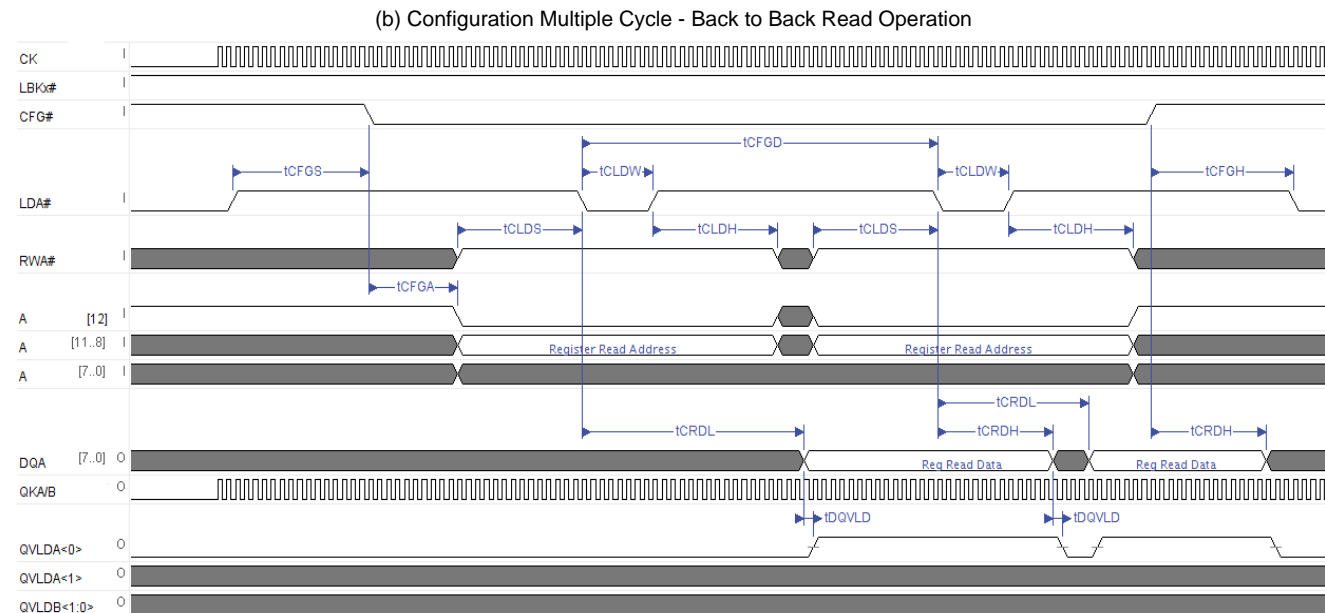 (b) Configuration Multiple Cycle - Back to Back Read Operation
CK I
LBKx# I
CFG# I
tCFGD
tCFGS tCLDW tCLDW tCFGH
LDA# I
tCLDS tCLDH tCLDS tCLDH
RWA# I
tCFGA
A [12] I
A [11..8] I Register Read Address Register Read Address
A [7..0] I
tCRDL
tCRDL tCRDH tCRDH
DQA [7..0] O Reg Read Data Reg Read Data
QKA/B O
tDQVLD tDQVLD
QVLDA<0> O
QVLDA<1> O
QVLDB<1:0> O